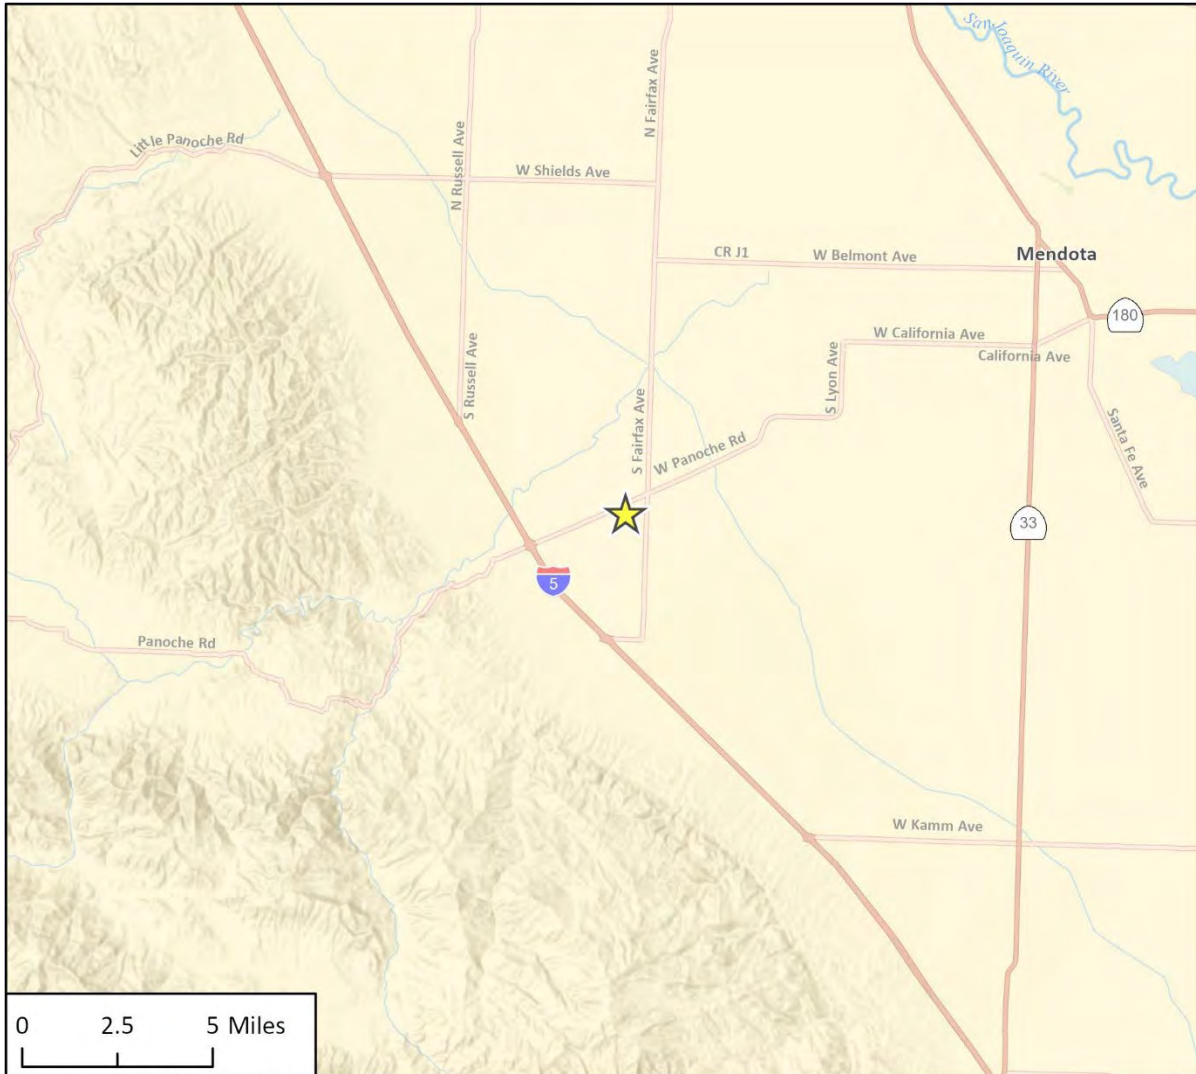 San Joaquin River
Little Panoche Rd
N Russell Ave
W Shields Ave
N Fairfax Ave
CR J1
W Belmont Ave
Mendota
180
W California Ave
California Ave
S Russell Ave
S Lyon Ave
S Fairfax Ave
W Panoche Rd
Santa Fe Ave
33
5
Panoche Rd
W Kamm Ave
0 2.5 5 Miles